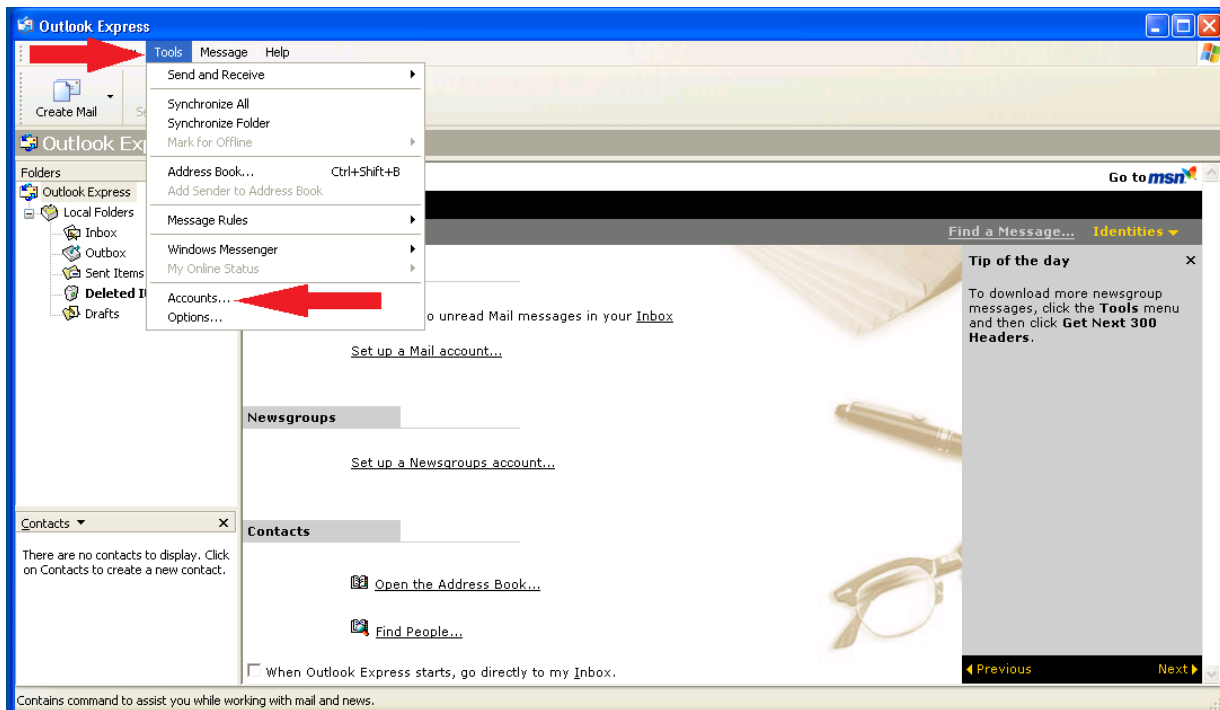 Outlook Express
Tools Message Help
Create Mail
Send and Receive
Synchronize All
Synchronize Folder
Mark for Offline
Address Book... Ctrl+Shift+B
Add Sender to Address Book
Message Rules
Windows Messenger
My Online Status
Accounts...
Options...
Outlook
Folders
Outlook Express
Local Folders
Inbox
Outbox
Sent Items
Deleted
Drafts
Contacts
There are no contacts to display. Click
on Contacts to create a new contact.
Go to msn
Find a Message... Identities
unread Mail messages in your Inbox
Set up a Mail account...
Newsgroups
Set up a Newsgroups account...
Contacts
Open the Address Book...
Find People...
When Outlook Express starts, go directly to my Inbox.
Tip of the day
To download more newsgroup
messages, click the Tools menu
and then click Get Next 300
Headers.
Previous Next
Contains command to assist you while working with mail and news.